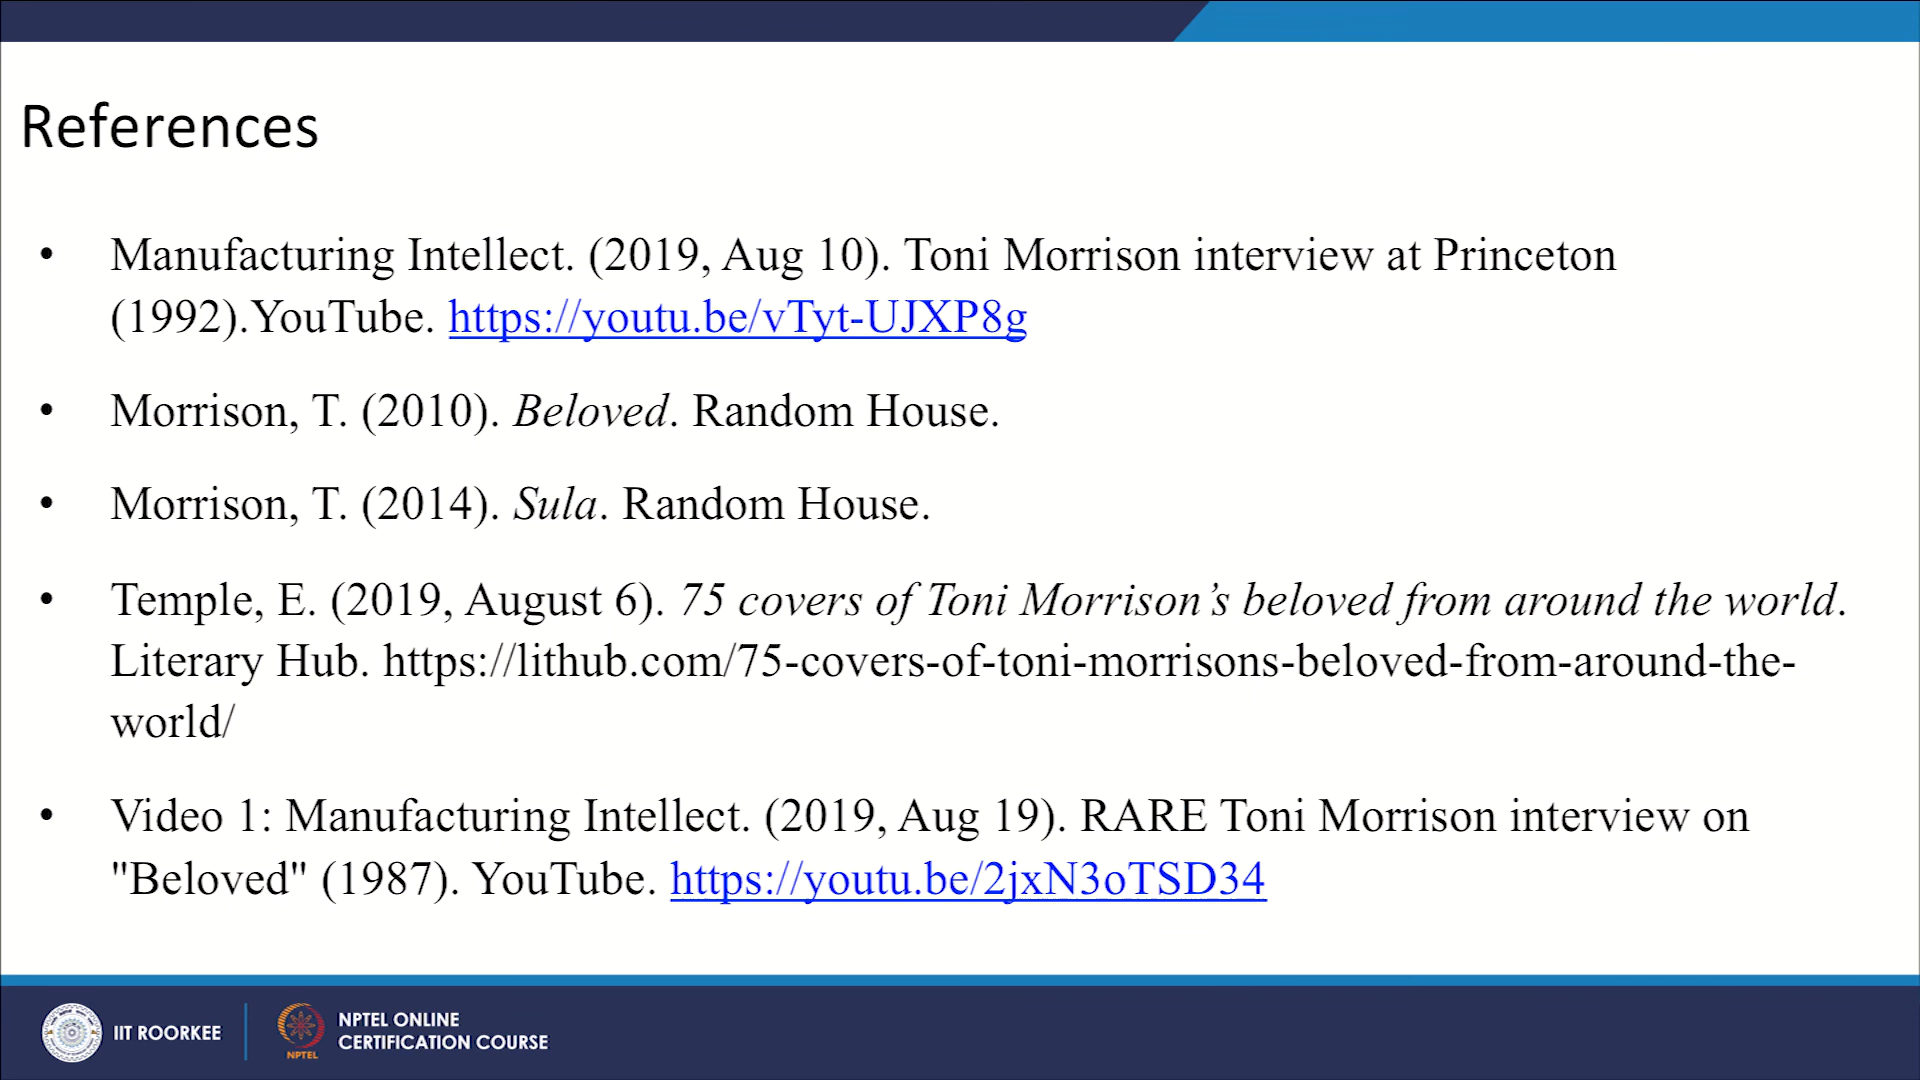 References
• Manufacturing Intellect. (2019, Aug 10). Toni Morrison interview at Princeton
(1992).YouTube. https://youtu.be/vTyt-UJXP8g
• Morrison, T. (2010). Beloved. Random House.
• Morrison, T. (2014). Sula. Random House.
• Temple, E. (2019, August 6). 75 covers of Toni Morrison’s beloved from around the world.
Literary Hub. https://lithub.com/75-covers-of-toni-morrisons-beloved-from-around-the-
world/
• Video 1: Manufacturing Intellect. (2019, Aug 19). RARE Toni Morrison interview on
"Beloved" (1987). YouTube. https://youtu.be/2jxN3oTSD34
IIT ROORKEE
NPTEL
NPTEL ONLINE
CERTIFICATION COURSE